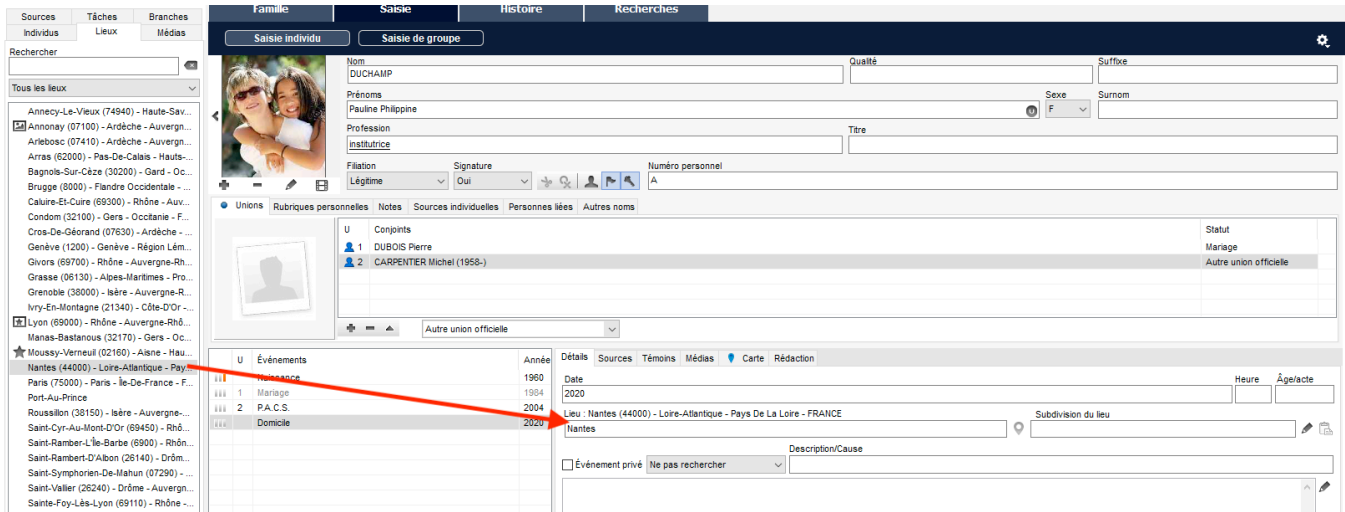 Sources Tâches Branches
Individus Lieux Médias
Rechercher
Tous les lieux
Annecy-Le-Vieux (74940) - Haute-Sav...
Annonay (07100) - Ardèche - Auvergn...
Arlebosc (07410) - Ardèche - Auvergn...
Arras (62000) - Pas-De-Calais - Hauts-...
Bagnols-Sur-Cèze (30200) - Gard - Oc...
Brugge (8000) - Flandre Occidentale - ...
Caluire-Et-Cuire (69300) - Rhône - Auv...
Condom (32100) - Gers - Occitanie - F...
Cros-De-Géorand (07630) - Ardèche - ...
Genève (1200) - Genève - Région Lém...
Givors (69700) - Rhône - Auvergne-Rh...
Grasse (06130) - Alpes-Maritimes - Pro...
Grenoble (38000) - Isère - Auvergne-R...
Ivry-En-Montagne (21340) - Côte-D'Or -...
Lyon (69000) - Rhône - Auvergne-Rhô...
Manas-Bastanous (32170) - Gers - Oc...
Moussy-Verneuil (02160) - Aisne - Hau...
Nantes (44000) - Loire-Atlantique - Pay...
Paris (75000) - Paris - Île-De-France - F...
Port-Au-Prince
Roussillon (38150) - Isère - Auvergne-...
Saint-Cyr-Au-Mont-D'Or (69450) - Rhô...
Saint-Ramber-L'Île-Barbe (6900) - Rhôn...
Saint-Rambert-D'Albon (26140) - Drôm...
Saint-Symphorien-De-Mahun (07290) - ...
Saint-Vallier (26240) - Drôme - Auvergn...
Sainte-Foy-Lès-Lyon (69110) - Rhône -...
Famille Saisie Histoire Recherches
Saisie individu Saisie de groupe
Nom Qualité Suffixe
DUCHAMP
Prénoms Sexe Surnom
Pauline Philippine F
Profession Titre
institutrice
Filiation Signature Numéro personnel
Légitime Oui A
Unions Rubriques personnelles Notes Sources individuelles Personnes liées Autres noms
U Conjoints Statut
1 DUBOIS Pierre Mariage
2 CARPENTIER Michel (1958-) Autre union officielle
Autre union officielle
U Événements Année
Naissance 1960
1 Mariage 1984
2 P.A.C.S. 2004
Domicile 2020
Détails Sources Témoins Médias Carte Rédaction
Date Heure Âge/acte
2020
Lieu : Nantes (44000) - Loire-Atlantique - Pays De La Loire - FRANCE Subdivision du lieu
Nantes
Description/Cause
Événement privé Ne pas rechercher